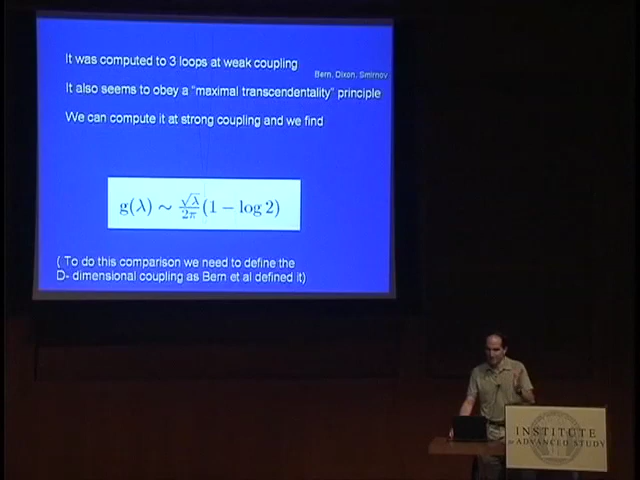 It was computed to 3 loops at weak coupling
Bern, Dixon, Smirnov
It also seems to obey a "maximal transcendentality" principle
We can compute it at strong coupling and we find
g(λ) ∼ √λ/2π (1 − log 2)
( To do this comparison we need to define the
D- dimensional coupling as Bern et al defined it)
INSTITUTE
for ADVANCED STUDY